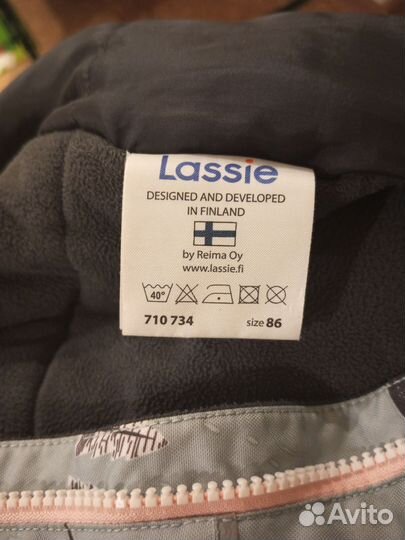 Lassie
DESIGNED AND DEVELOPED
IN FINLAND
by Reima Oy
www.lassie.fi
40°
710 734 size 86
Avito